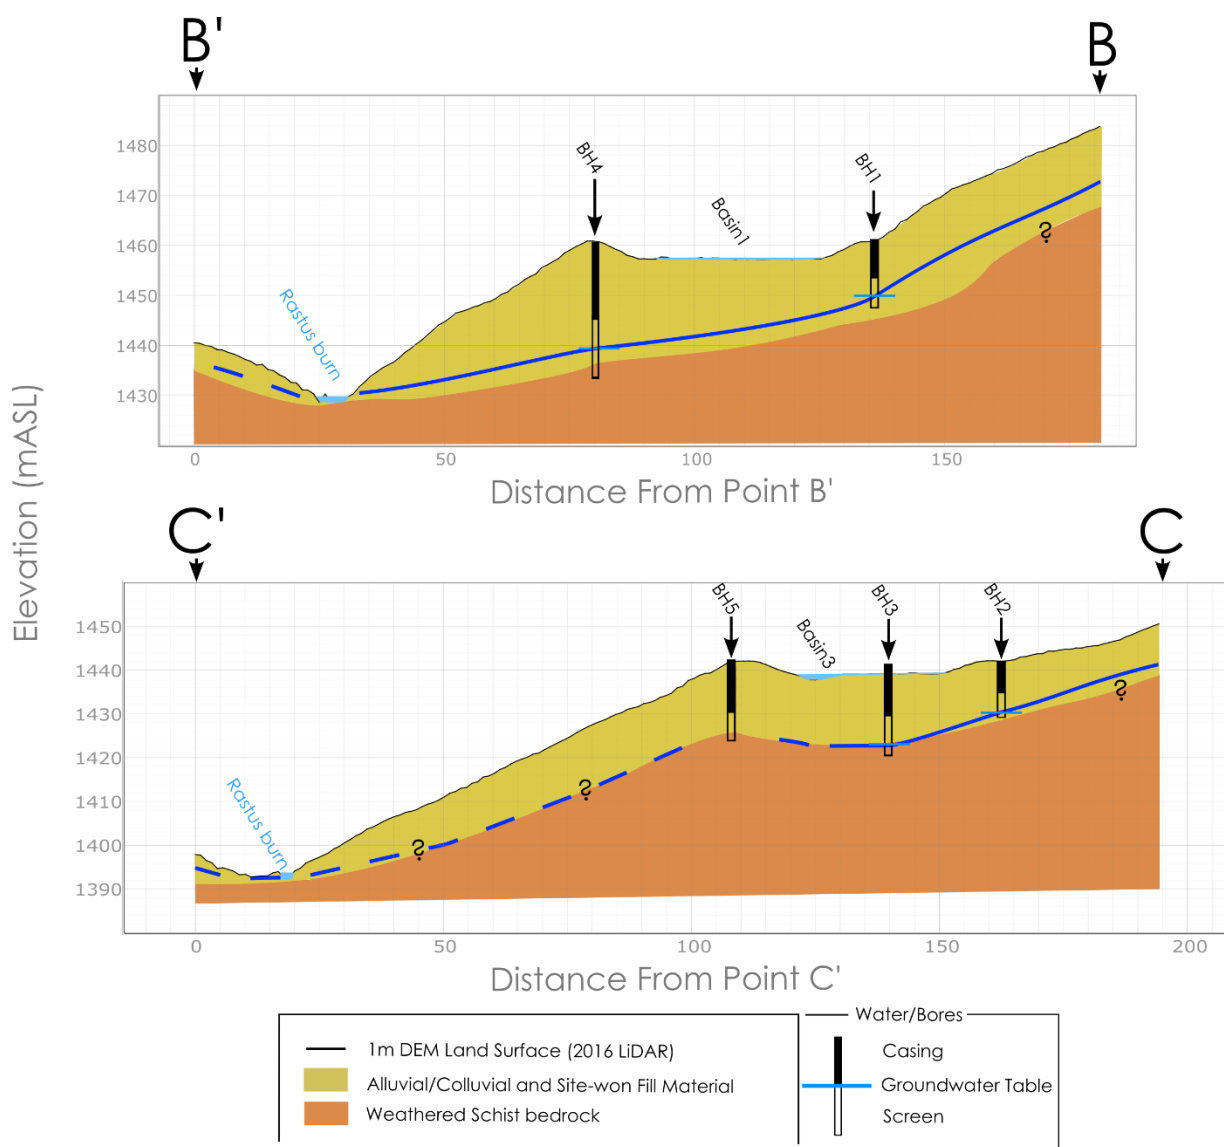 B'
B
BH4
BH1
Basin1
Rastus burn
1480
1470
1460
1450
1440
1430
?
0
50
100
150
Distance From Point B'
Elevation (mASL)
C'
C
BH5
BH3
BH2
Basin3
Rastus burn
1450
1440
1430
1420
1410
1400
1390
?
?
?
0
50
100
150
200
Distance From Point C'
1m DEM Land Surface (2016 LiDAR)
Alluvial/Colluvial and Site-won Fill Material
Weathered Schist bedrock
Water/Bores
Casing
Groundwater Table
Screen